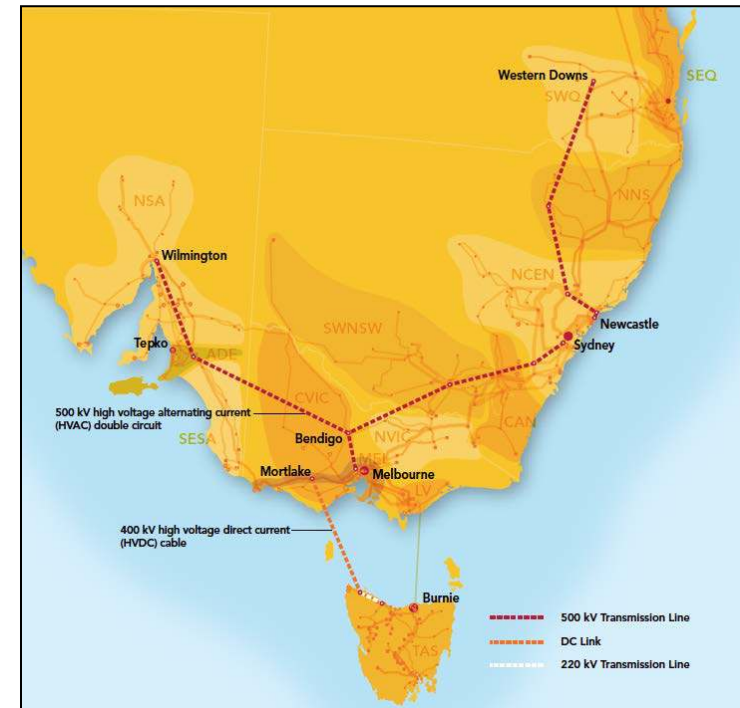 Western Downs
SEQ
SWQ
NSA
NNS
Wilmington
NCEN
Newcastle
SWNSW
Sydney
Tepko
ADE
CVIC
500 kV high voltage alternating current
(HVAC) double circuit
CAN
Bendigo
NVIC
SESA
MEL
Mortlake
Melbourne
LV
400 kV high voltage direct current
(HVDC) cable
Burnie
500 kV Transmission Line
DC Link
TAS
220 kV Transmission Line